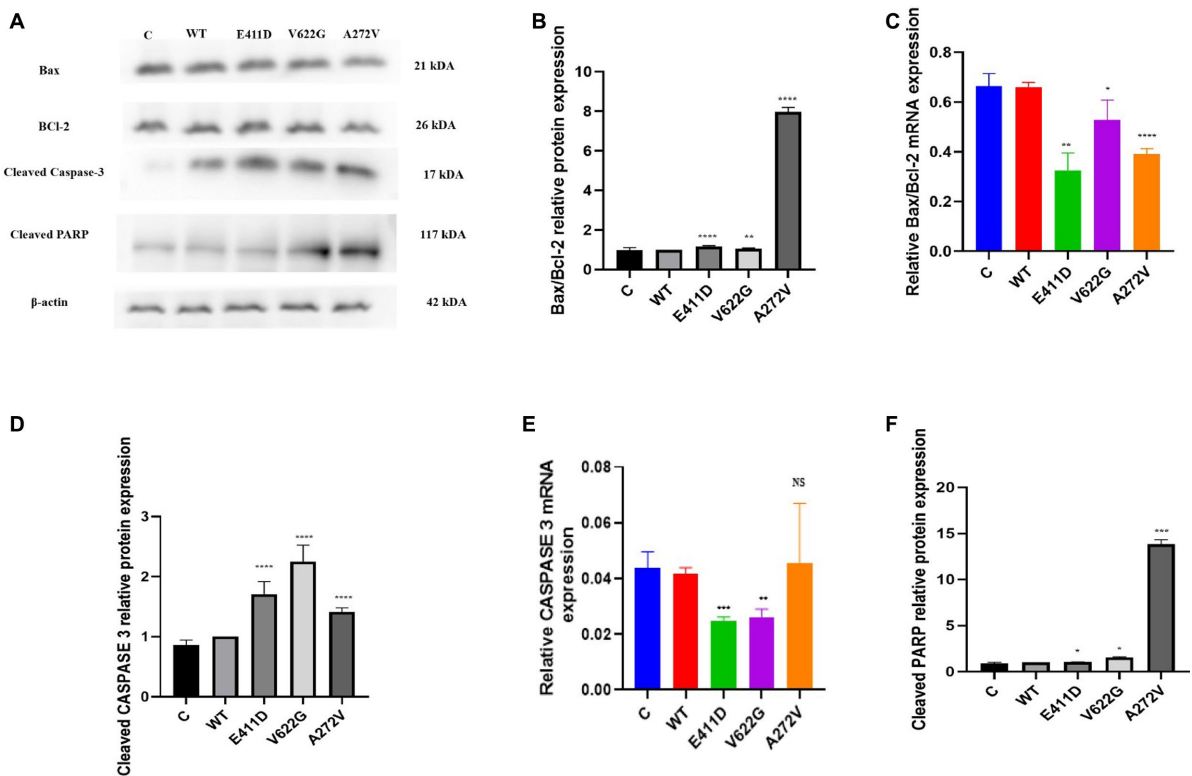 A
C WT E411D V622G A272V
Bax 21 kDA
BCl-2 26 kDA
Cleaved Caspase-3 17 kDA
Cleaved PARP 117 kDA
β-actin 42 kDA
B
Bax/Bcl-2 relative protein expression
10
8
6
4
2
0
**** ** ****
C WT E411D V622G A272V
C
Relative Bax/Bcl-2 mRNA expression
0.8
0.6
0.4
0.2
0.0
** * ****
C WT E411D V622G A272V
D
Cleaved CASPASE 3 relative protein expression
3
2
1
0
**** **** ****
C WT E411D V622G A272V
E
Relative CASPASE 3 mRNA
expression
0.08
0.06
0.04
0.02
0.00
*** ** NS
C WT E411D V622G A272V
F
Cleaved PARP relative protein expression
20
15
10
5
0
* * ***
C WT E411D V622G A272V